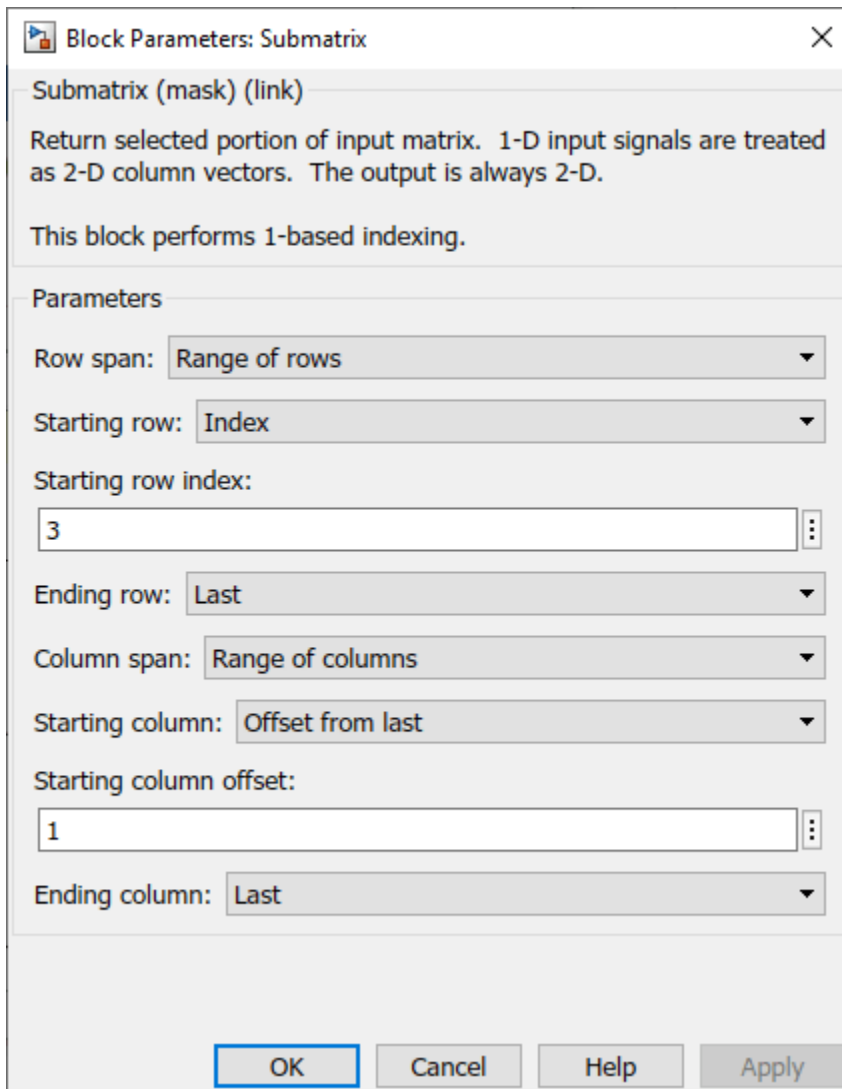 Block Parameters: Submatrix
Submatrix (mask) (link)
Return selected portion of input matrix.  1-D input signals are treated
as 2-D column vectors.  The output is always 2-D.
This block performs 1-based indexing.
Parameters
Row span: Range of rows
Starting row: Index
Starting row index:
3
Ending row: Last
Column span: Range of columns
Starting column: Offset from last
Starting column offset:
1
Ending column: Last
OK Cancel Help Apply